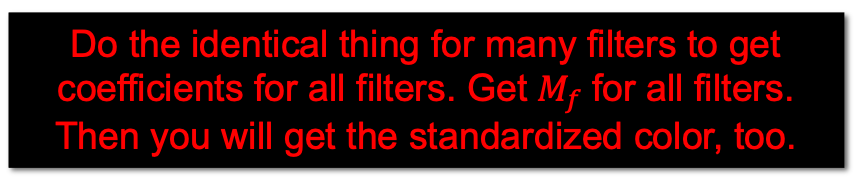 Do the identical thing for many filters to get
coefficients for all filters. Get M_f for all filters.
Then you will get the standardized color, too.